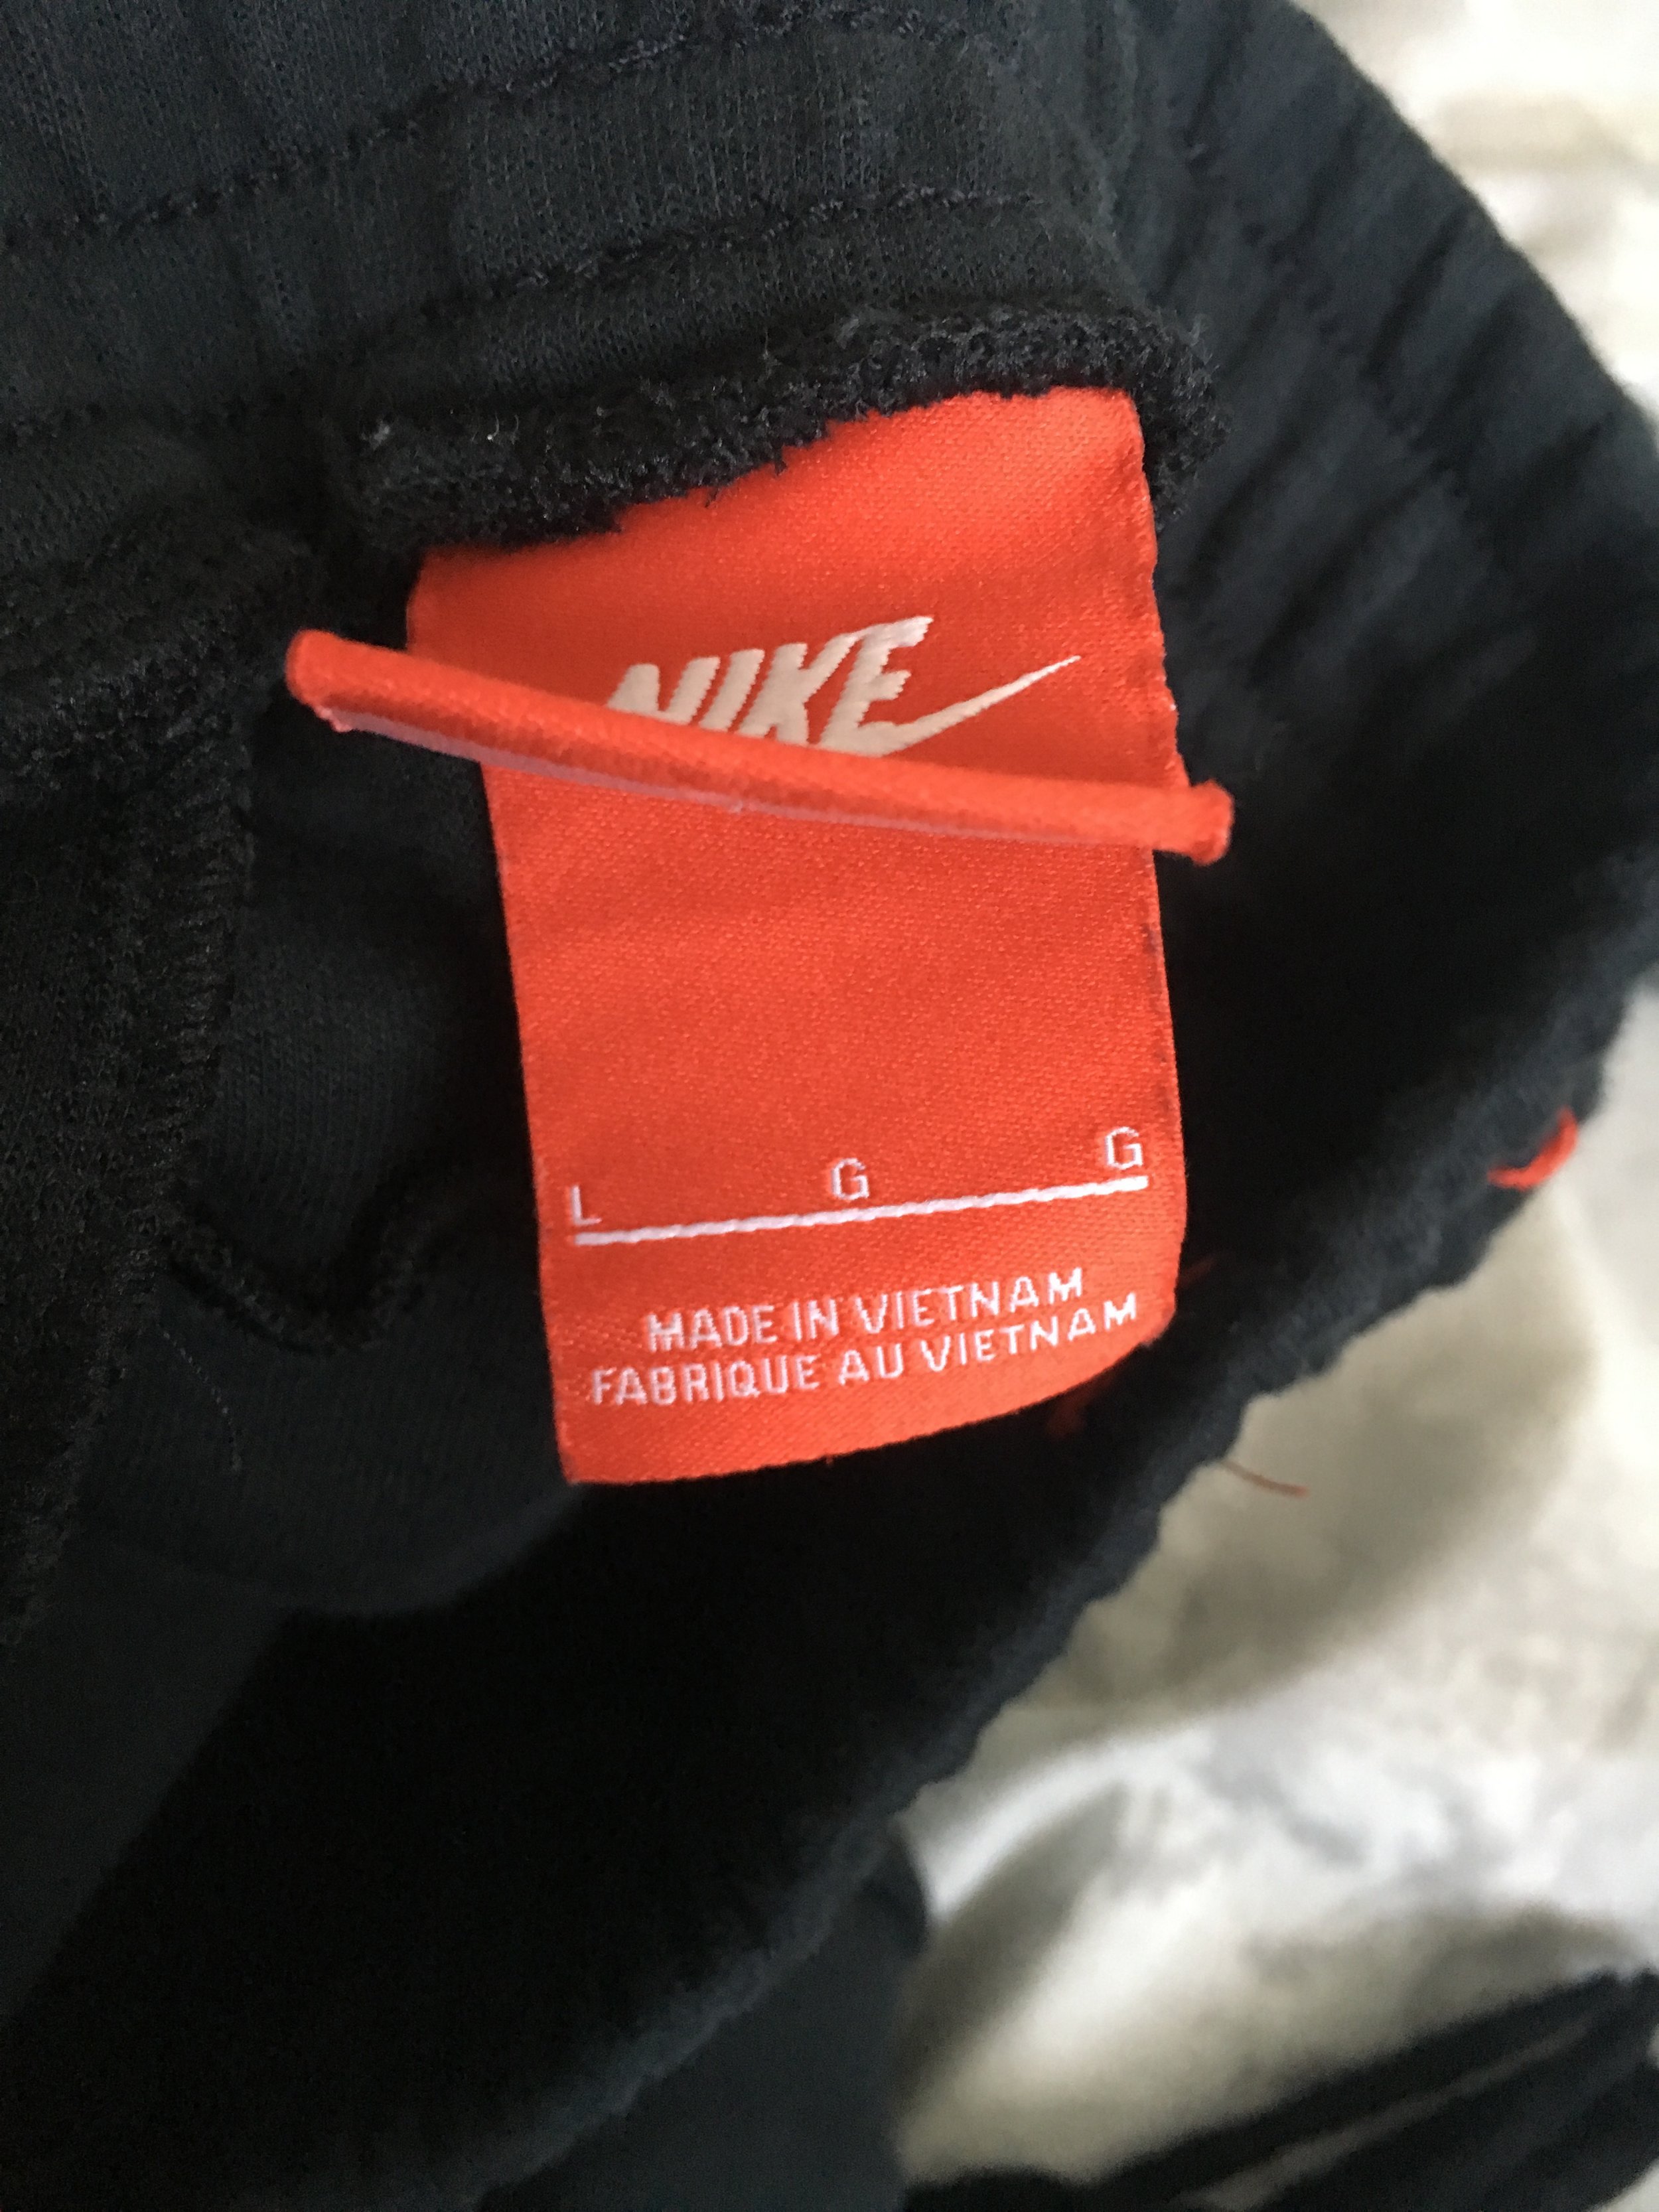 NIKE
L G G
MADE IN VIETNAM
FABRIQUE AU VIETNAM